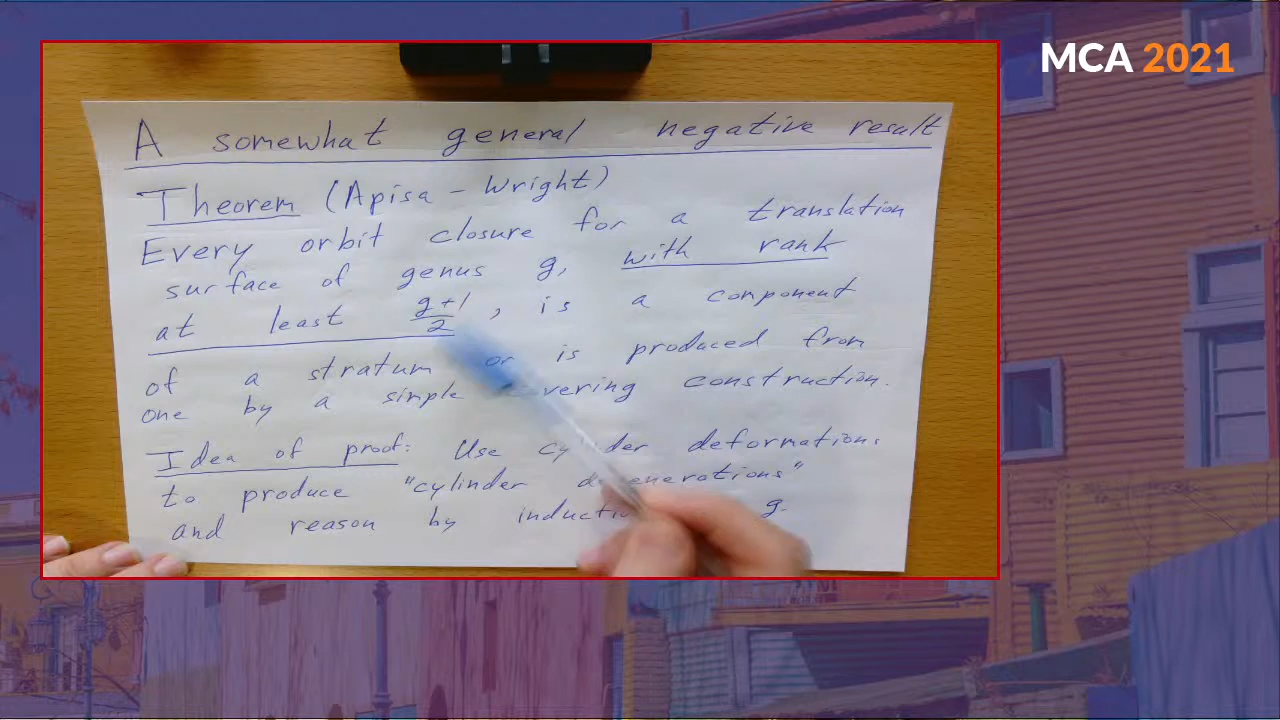 MCA 2021
A somewhat general negative result
Theorem (Apisa - Wright)
Every orbit closure for a translation
surface of genus g, with rank
at least g+1/2, is a component
of a stratum or is produced from
one by a simple covering construction.
Idea of proof: Use cylinder deformations
to produce "cylinder degenerations"
and reason by g.